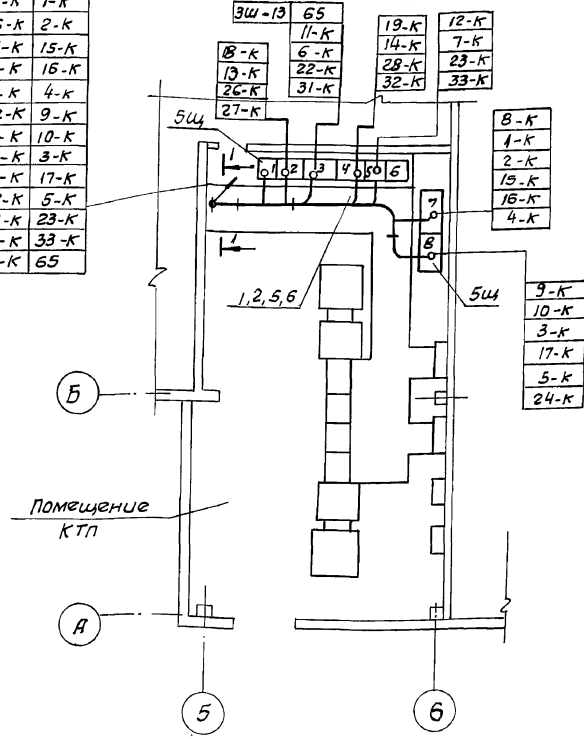 1-К
2-К
15-К
16-К
4-К
9-К
10-К
3-К
17-К
5-К
23-К
33-К
65
3Ш-13 65
11-К
6-К
22-К
31-К
18-К
13-К
26-К
27-К
19-К
14-К
28-К
32-К
12-К
7-К
23-К
33-К
8-К
1-К
2-К
15-К
16-К
4-К
5Щ
1
1 2 3 4 5 6
7
8
1
1,2,5,6
5Щ
9-К
10-К
3-К
17-К
5-К
24-К
Б
Помещение
КТП
А
5
6